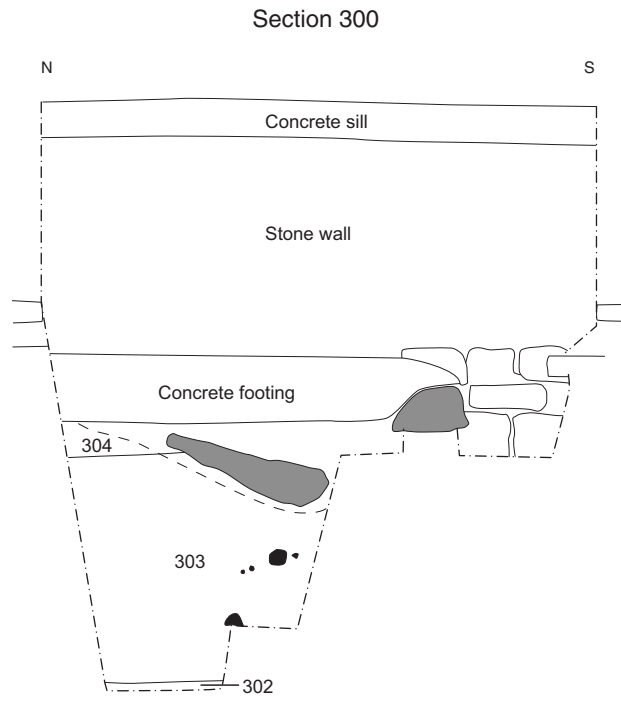 Section 300
N
S
Concrete sill
Stone wall
Concrete footing
304
303
302